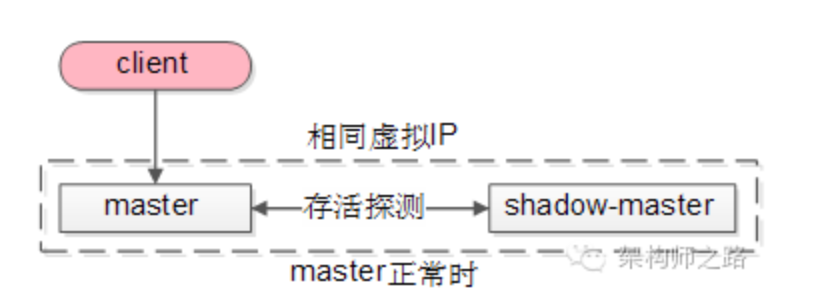 client
相同虚拟IP
master
存活探测
shadow-master
master正常时
架构师之路